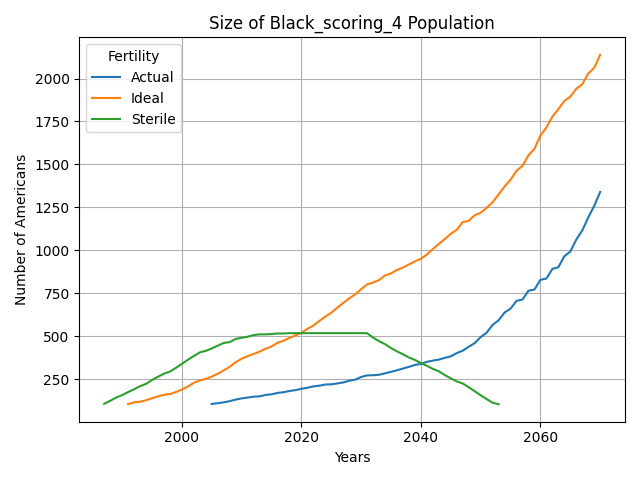 Size of Black_scoring_4 Population
Fertility
Actual
Ideal
Sterile
Number of Americans
2000
1750
1500
1250
1000
750
500
250
2000 2020 2040 2060
Years